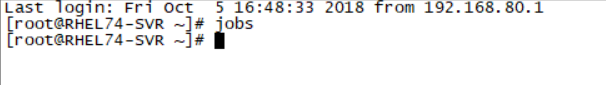 Last login: Fri Oct  5 16:48:33 2018 from 192.168.80.1
[root@RHEL74-SVR ~]# jobs
[root@RHEL74-SVR ~]#